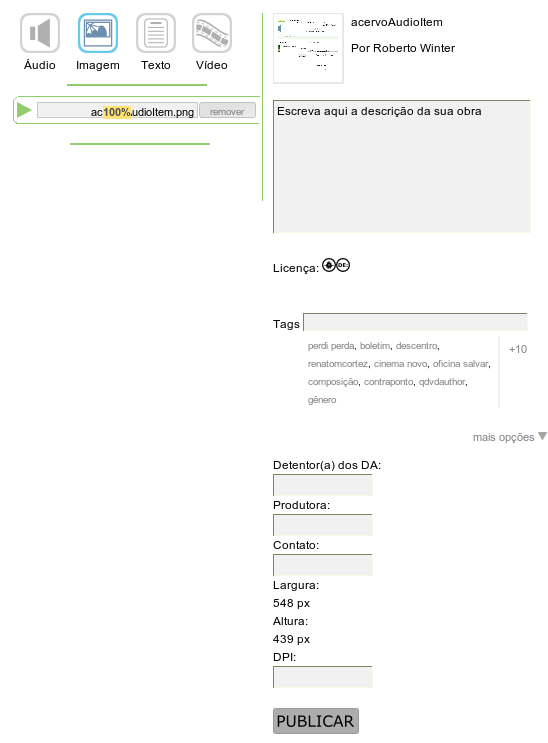 Áudio Imagem Texto Vídeo
100% udioItem.png remover
acervoAudioItem
Por Roberto Winter
Escreva aqui a descrição da sua obra
Licença:
Tags
perdi perda, boletim, descentro,
renatomcortez, cinema novo, oficina salvar,
composição, contraponto, qdvdauthor,
gênero
+10
mais opções
Detentor(a) dos DA:
Produtora:
Contato:
Largura:
548 px
Altura:
439 px
DPI:
PUBLICAR